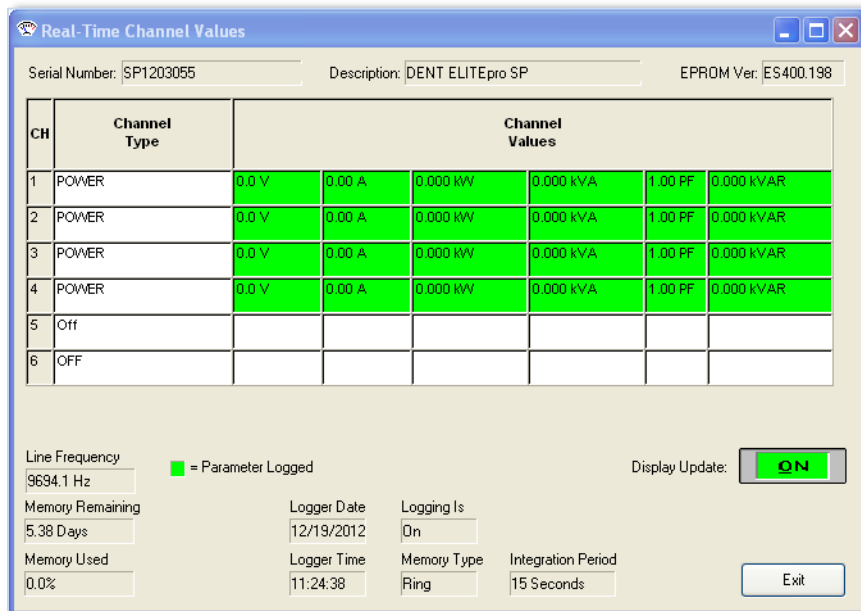 Real-Time Channel Values
Serial Number: SP1203055 Description: DENT ELITEpro SP EPROM Ver: ES400.198
CH Channel Type Channel Values
1 POWER 0.0 V 0.00 A 0.000 kW 0.000 kVA 1.00 PF 0.000 kVAR
2 POWER 0.0 V 0.00 A 0.000 kW 0.000 kVA 1.00 PF 0.000 kVAR
3 POWER 0.0 V 0.00 A 0.000 kW 0.000 kVA 1.00 PF 0.000 kVAR
4 POWER 0.0 V 0.00 A 0.000 kW 0.000 kVA 1.00 PF 0.000 kVAR
5 Off
6 OFF
Line Frequency
9694.1 Hz
= Parameter Logged
Display Update: ON
Memory Remaining Logger Date Logging Is
5.38 Days 12/19/2012 On
Memory Used Logger Time Memory Type Integration Period
0.0% 11:24:38 Ring 15 Seconds
Exit